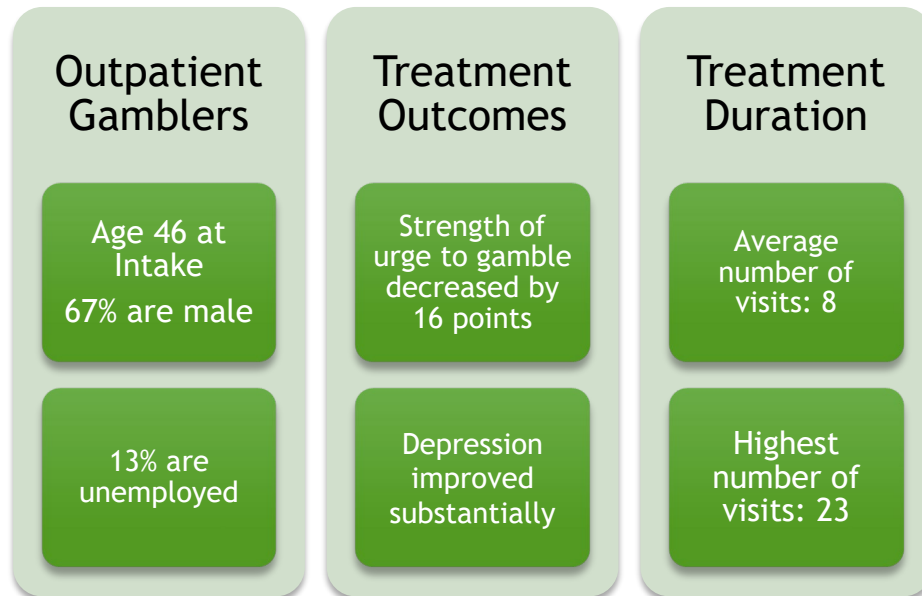 Outpatient
Gamblers
Age 46 at
Intake
67% are male
13% are
unemployed
Treatment
Outcomes
Strength of
urge to gamble
decreased by
16 points
Depression
improved
substantially
Treatment
Duration
Average
number of
visits: 8
Highest
number of
visits: 23